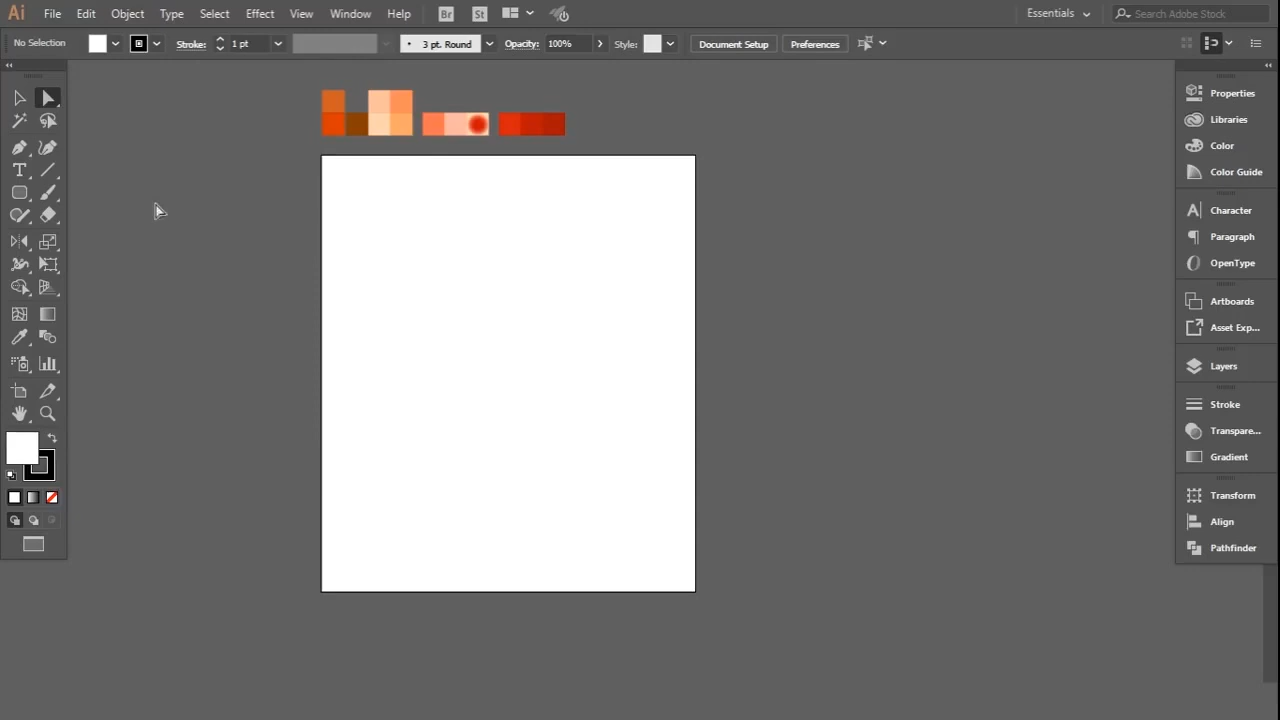 Ai File Edit Object Type Select Effect View Window Help Br St Essentials Search Adobe Stock
No Selection Stroke: 1 pt 3 pt. Round Opacity: 100% Style: Document Setup Preferences
Properties
Libraries
Color
Color Guide
Character
Paragraph
OpenType
Artboards
Asset Exp...
Layers
Stroke
Transpare...
Gradient
Transform
Align
Pathfinder